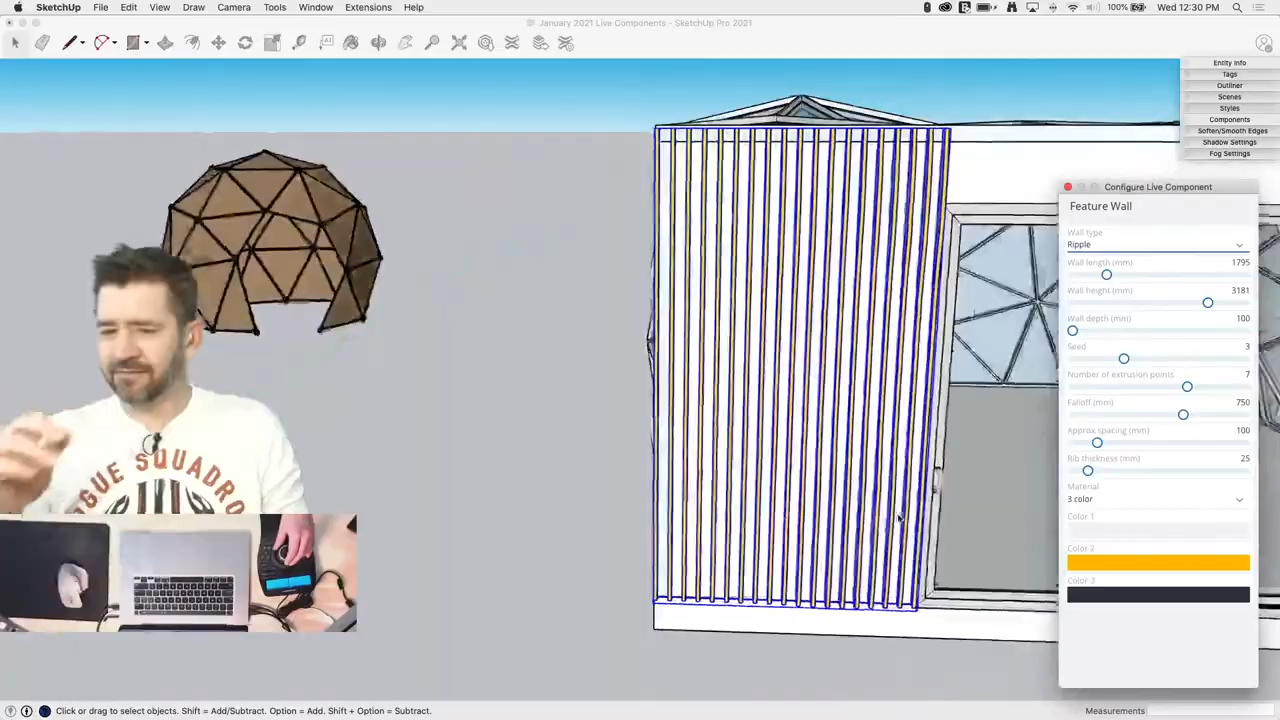 SketchUp File Edit View Draw Camera Tools Window Extensions Help 100% Wed 12:30 PM
January 2021 Live Components - SketchUp Pro 2021
Entity Info
Tags
Outliner
Scenes
Styles
Components
Soften/Smooth Edges
Shadow Settings
Fog Settings
Configure Live Component
Feature Wall
Wall type
Ripple
Wall length (mm) 1795
Wall height (mm) 3181
Wall depth (mm) 100
Seed 3
Number of extrusion points 7
Falloff (mm) 750
Approx spacing (mm) 100
Rib thickness (mm) 25
Material
3 color
Color 1
Color 2
Color 3
GUE SQUADRO
Click or drag to select objects. Shift = Add/Subtract. Option = Add. Shift + Option = Subtract.
Measurements